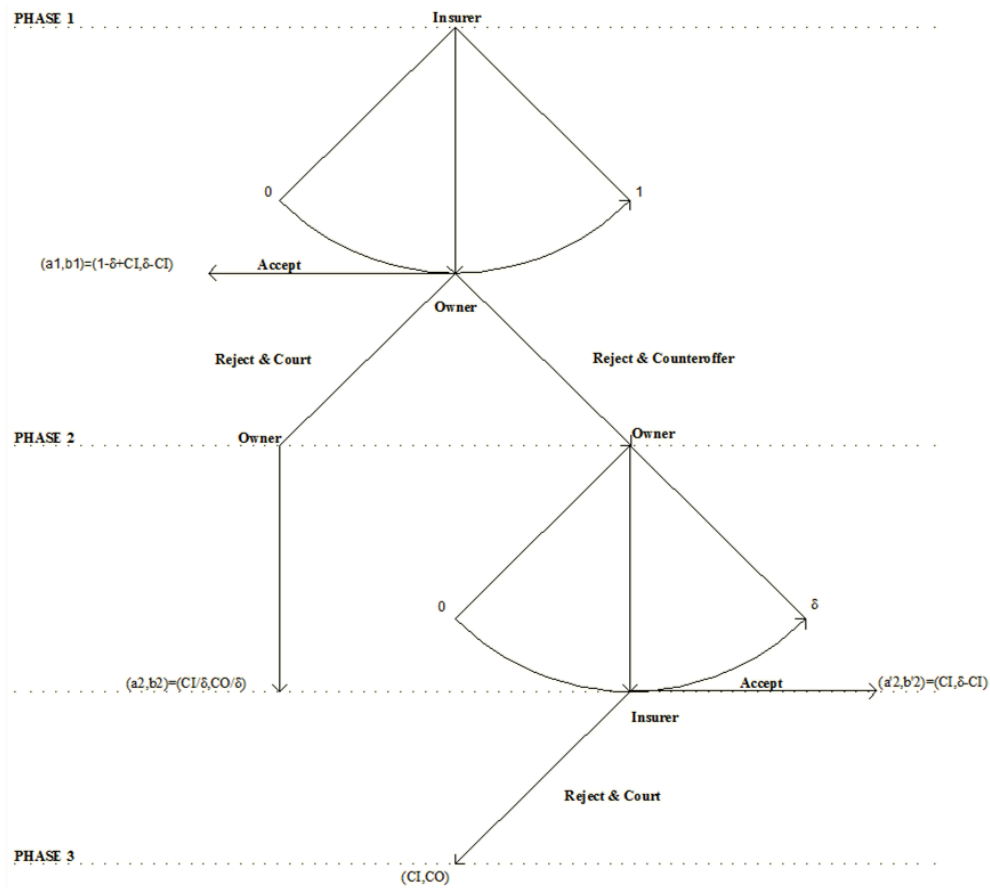 PHASE 1
Insurer
0
1
(a1,b1)=(1-δ+CI,δ-CI)
Accept
Owner
Reject & Court
Reject & Counteroffer
PHASE 2
Owner
Owner
0
δ
(a2,b2)=(CI/δ,CO/δ)
Accept
(a'2,b'2)=(CI,δ-CI)
Insurer
Reject & Court
PHASE 3
(CI,CO)